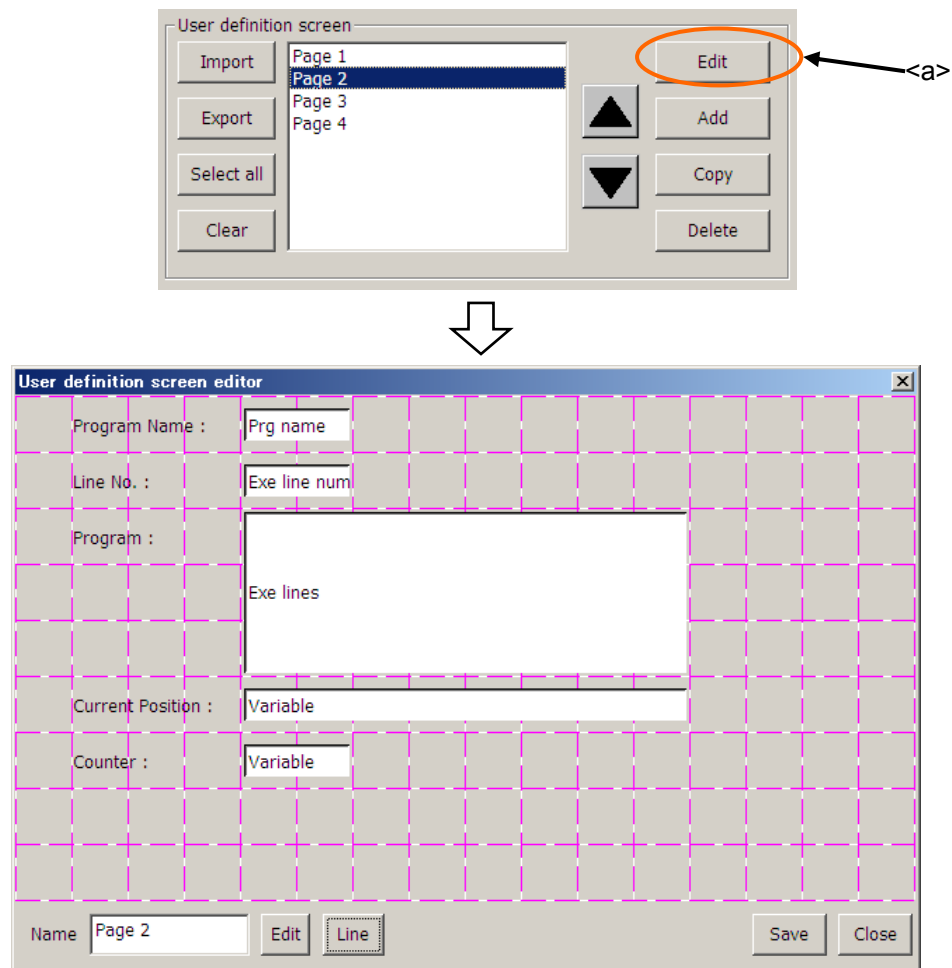 User definition screen
Import Page 1 Edit <a>
Page 2
Page 3
Export Page 4 Add
Select all Copy
Clear Delete
User definition screen editor
Program Name : Prg name
Line No. : Exe line num
Program :
Exe lines
Current Position : Variable
Counter : Variable
Name Page 2 Edit Line Save Close